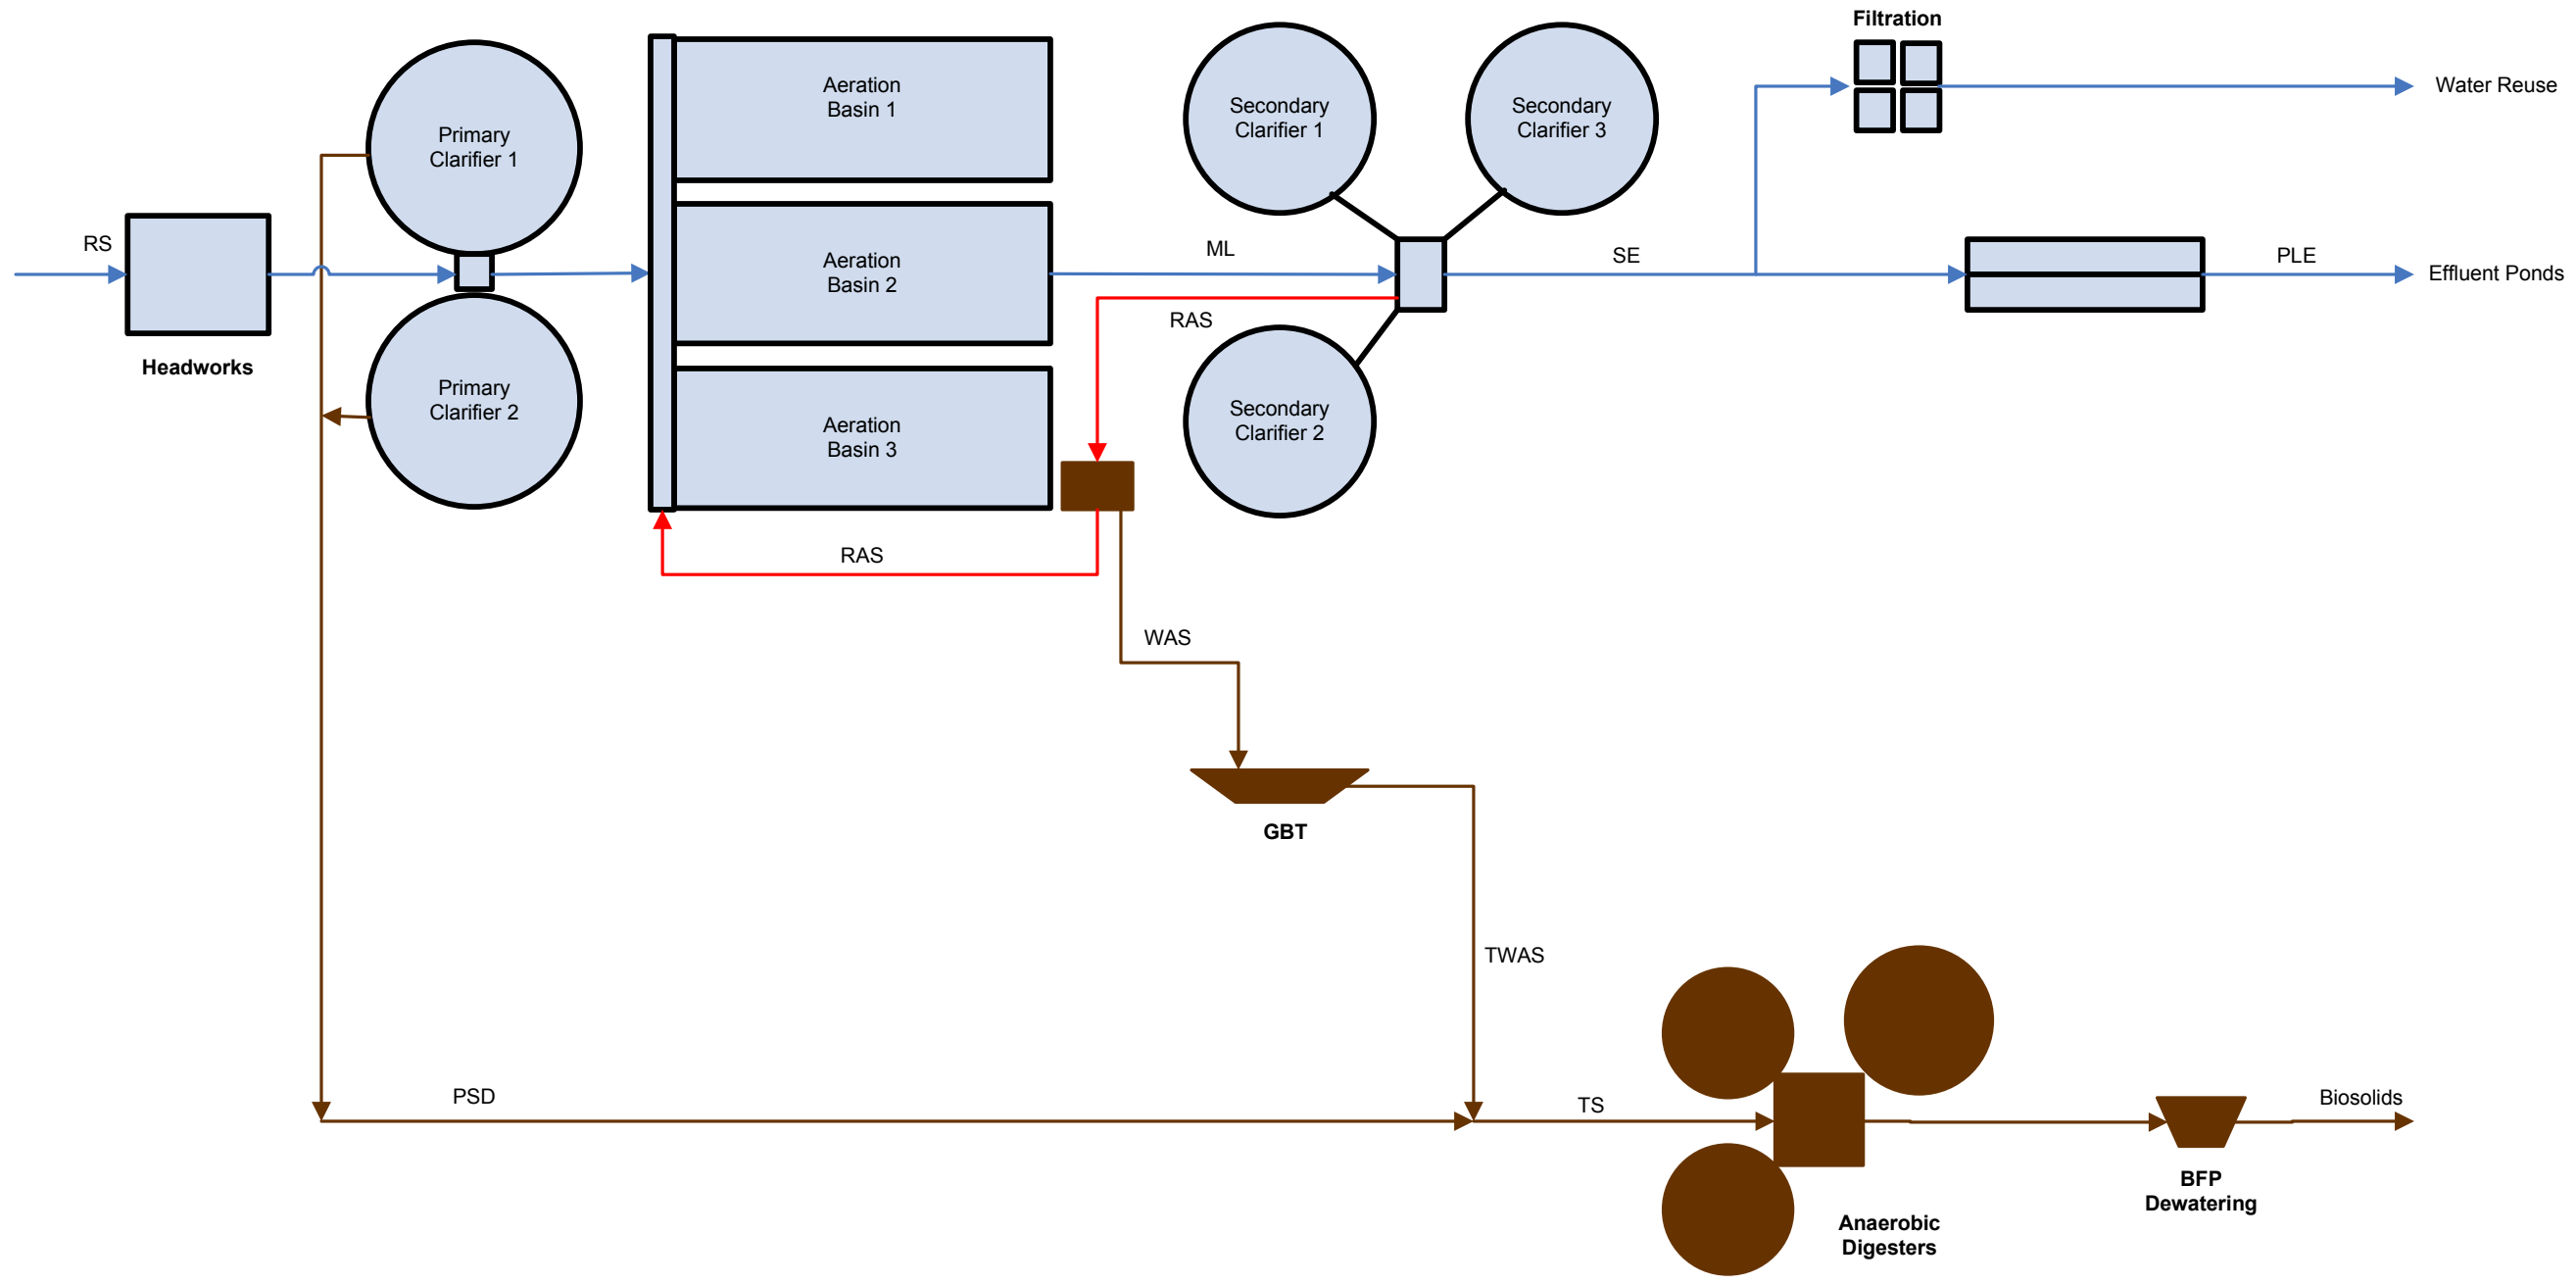 Filtration
Water Reuse
Primary
Clarifier 1
Aeration
Basin 1
Secondary
Clarifier 1
Secondary
Clarifier 3
RS
Headworks
Aeration
Basin 2
ML
SE
PLE
Effluent Ponds
RAS
Primary
Clarifier 2
Aeration
Basin 3
Secondary
Clarifier 2
RAS
WAS
GBT
TWAS
PSD
TS
Biosolids
BFP
Dewatering
Anaerobic
Digesters